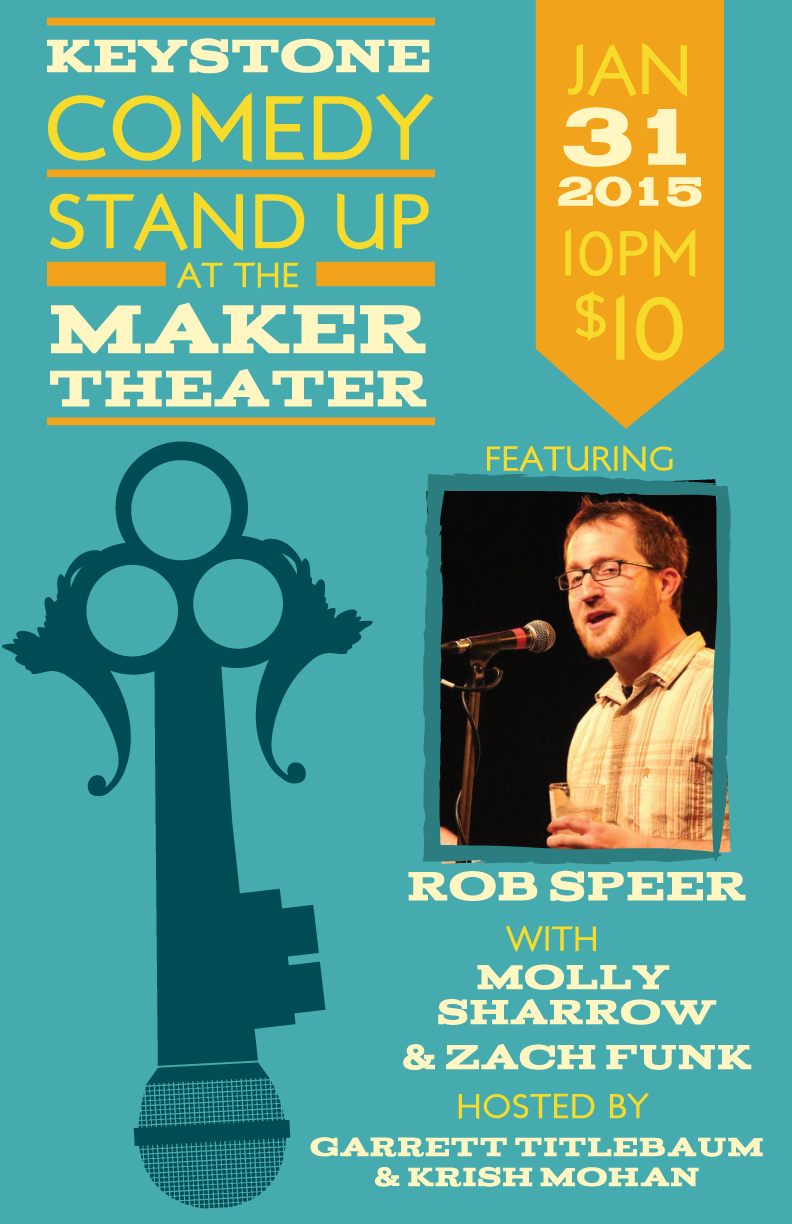 KEYSTONE
COMEDY
STAND UP
AT THE
MAKER
THEATER
JAN
31
2015
10PM
$10
FEATURING
ROB SPEER
WITH
MOLLY
SHARROW
& ZACH FUNK
HOSTED BY
GARRETT TITLEBAUM
& KRISH MOHAN